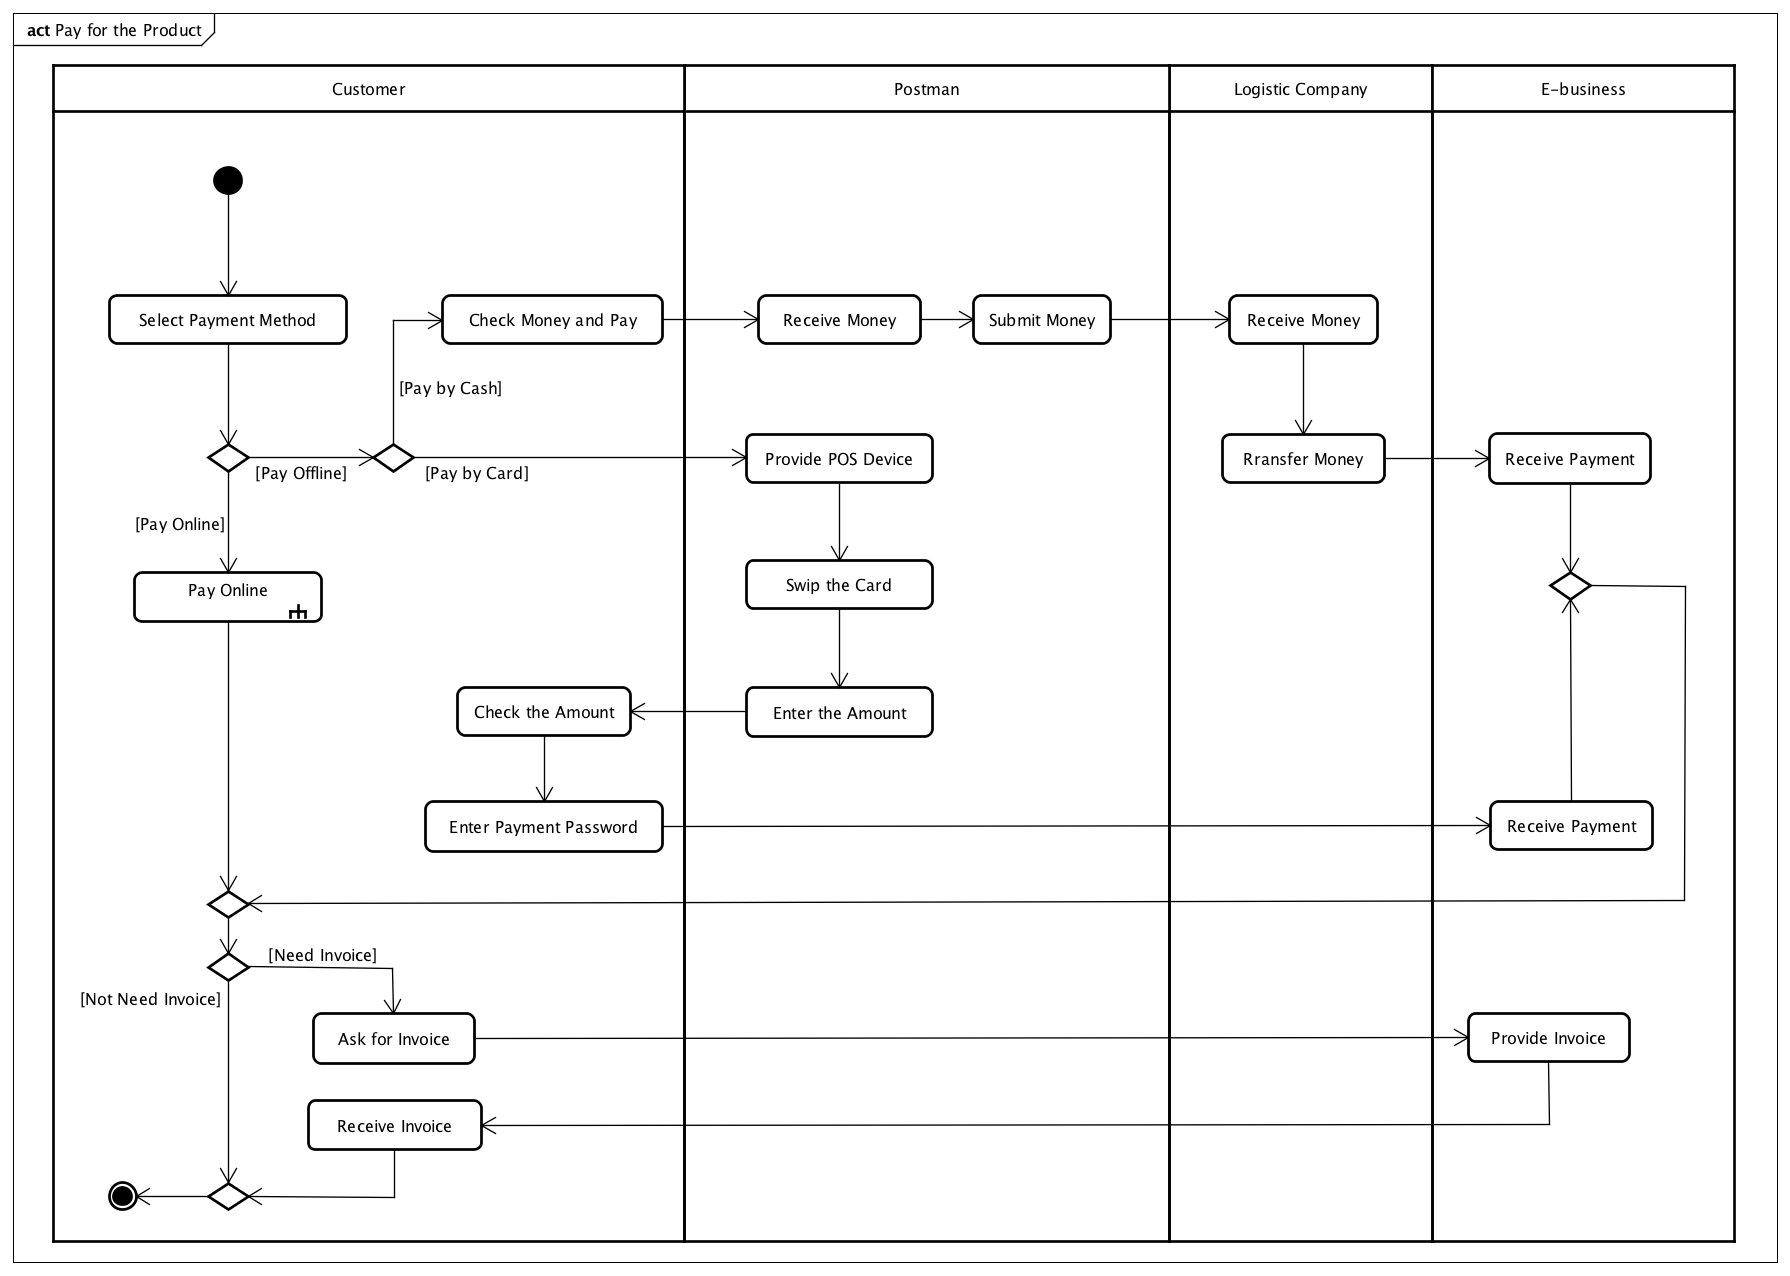 act Pay for the Product
Customer
Postman
Logistic Company
E-business
Select Payment Method
Check Money and Pay
Receive Money
Submit Money
Receive Money
[Pay by Cash]
[Pay Offline]
[Pay by Card]
Provide POS Device
Rransfer Money
Receive Payment
[Pay Online]
Pay Online
Swip the Card
Check the Amount
Enter the Amount
Enter Payment Password
Receive Payment
[Need Invoice]
[Not Need Invoice]
Ask for Invoice
Provide Invoice
Receive Invoice